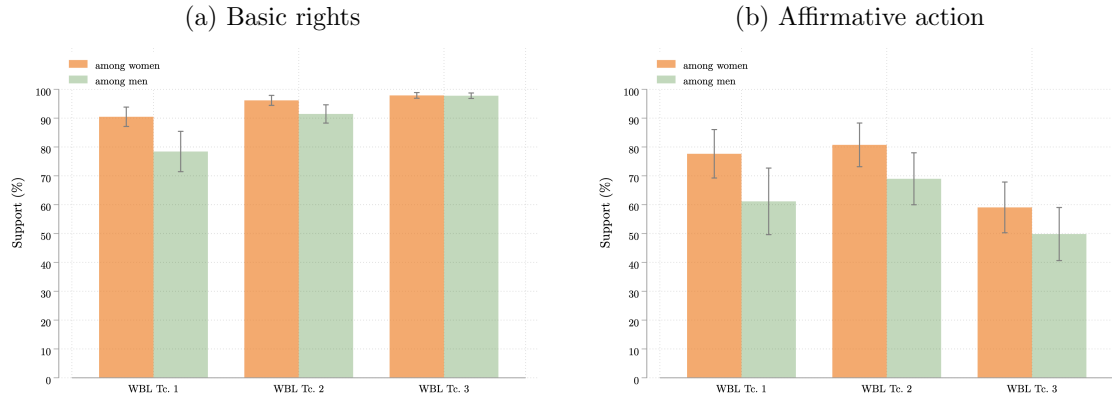 (a) Basic rights
among women
among men
Support (%)
100
90
80
70
60
50
40
30
20
10
0
WBL Tc. 1 WBL Tc. 2 WBL Tc. 3
(b) Affirmative action
among women
among men
Support (%)
100
90
80
70
60
50
40
30
20
10
0
WBL Tc. 1 WBL Tc. 2 WBL Tc. 3